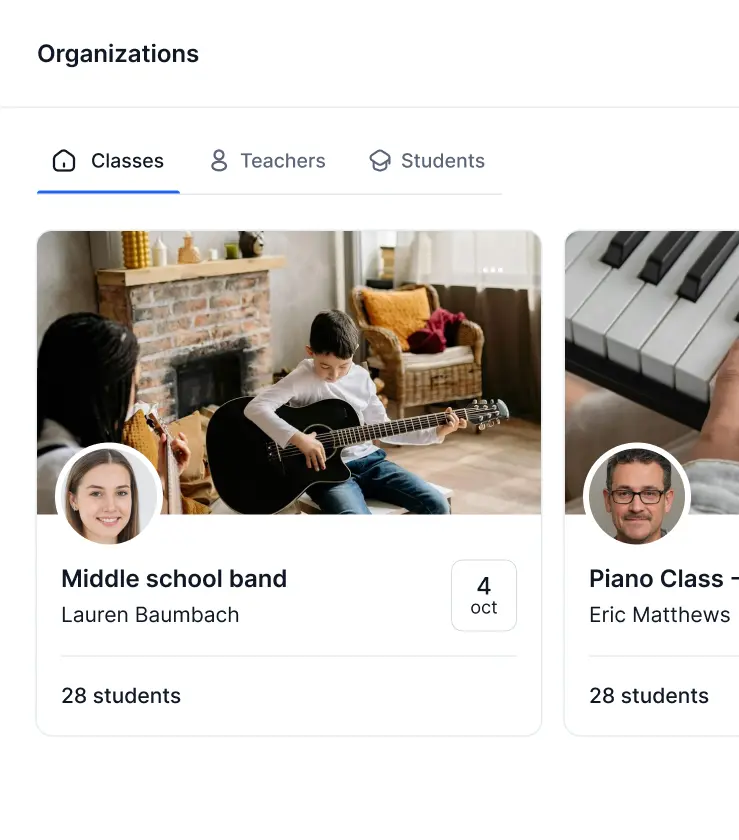 Organizations
Classes Teachers Students
Middle school band
Lauren Baumbach
4
oct
28 students
Piano Class -
Eric Matthews
28 students